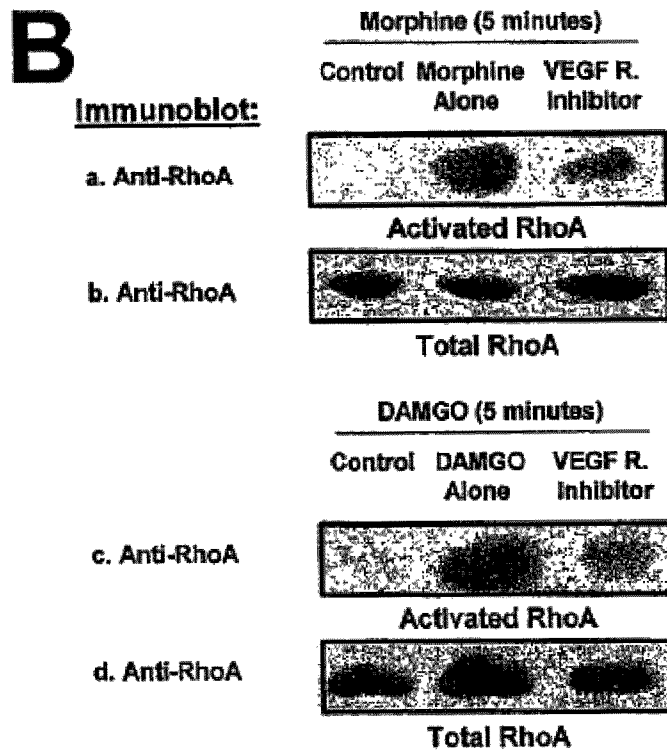 B
Morphine (5 minutes)
Control Morphine Alone VEGF R. Inhibitor
Immunoblot:
a. Anti-RhoA
Activated RhoA
b. Anti-RhoA
Total RhoA
DAMGO (5 minutes)
Control DAMGO Alone VEGF R. Inhibitor
c. Anti-RhoA
Activated RhoA
d. Anti-RhoA
Total RhoA